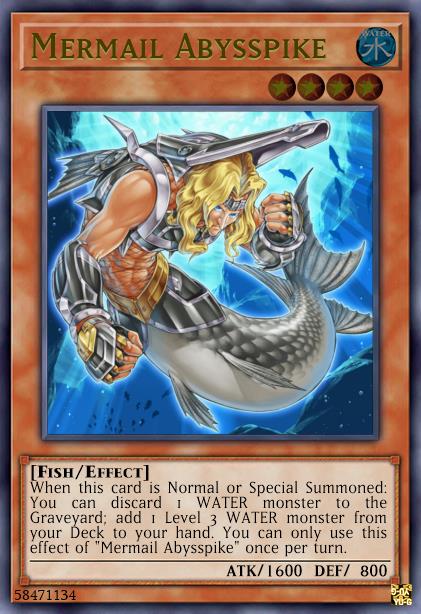 MERMAIL ABYSSPIKE
WATER
水
[FISH/EFFECT]
When this card is Normal or Special Summoned:
You can discard 1 WATER monster to the
Graveyard; add 1 Level 3 WATER monster from
your Deck to your hand. You can only use this
effect of "Mermail Abysspike" once per turn.
ATK/1600 DEF/ 800
58471134